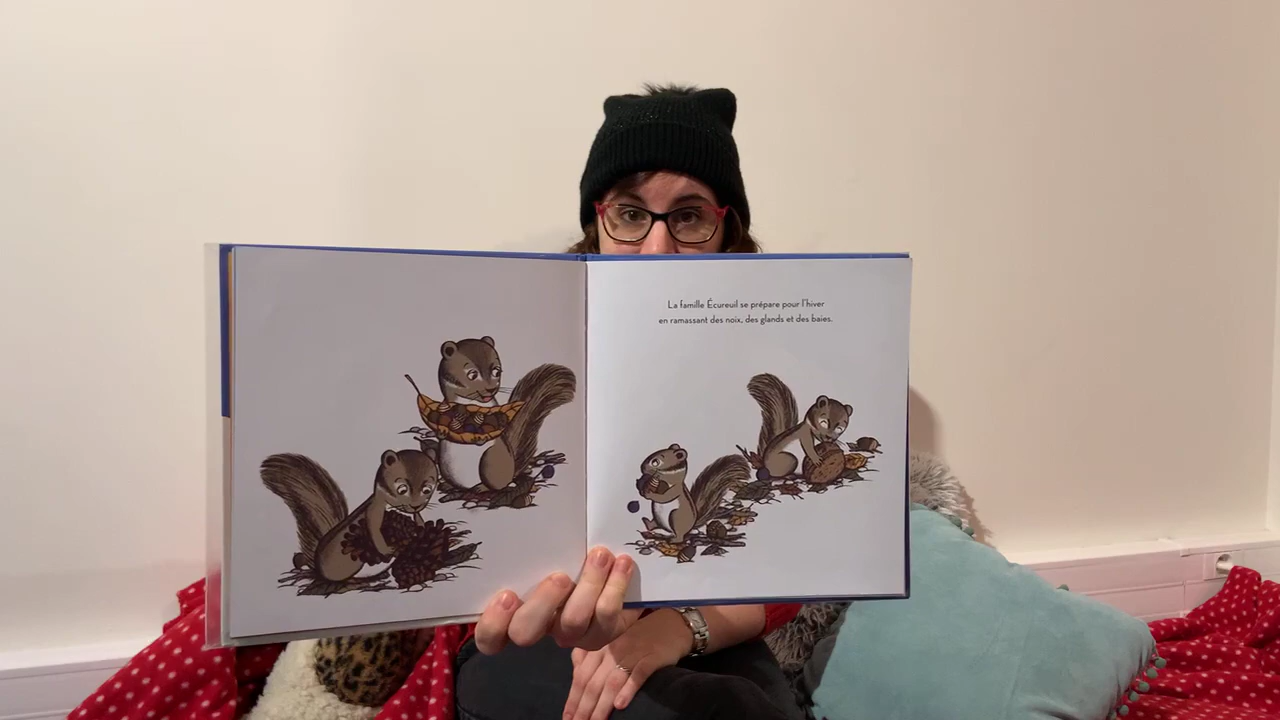 La famille Écureuil se prépare pour l'hiver
en ramassant des noix, des glands et des baies.